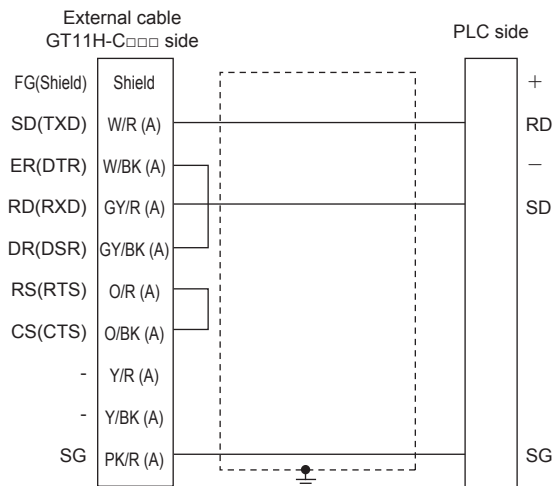 External cable
GT11H-C□□□ side
PLC side
FG(Shield) Shield +
SD(TXD) W/R (A) RD
ER(DTR) W/BK (A) −
RD(RXD) GY/R (A) SD
DR(DSR) GY/BK (A)
RS(RTS) O/R (A)
CS(CTS) O/BK (A)
- Y/R (A)
- Y/BK (A)
SG PK/R (A) SG